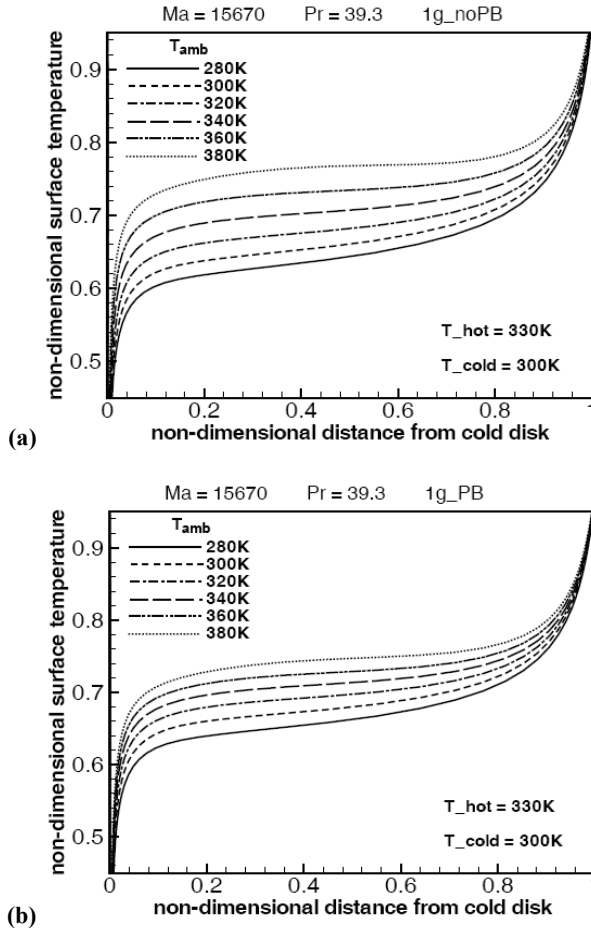 Ma = 15670 Pr = 39.3 1g_noPB
non-dimensional surface temperature
0.9
0.8
0.7
0.6
0.5
T_amb
280K
300K
320K
340K
360K
380K
T_hot = 330K
T_cold = 300K
0 0.2 0.4 0.6 0.8 1
non-dimensional distance from cold disk
(a)
Ma = 15670 Pr = 39.3 1g_PB
non-dimensional surface temperature
0.9
0.8
0.7
0.6
0.5
T_amb
280K
300K
320K
340K
360K
380K
T_hot = 330K
T_cold = 300K
0 0.2 0.4 0.6 0.8 1
non-dimensional distance from cold disk
(b)